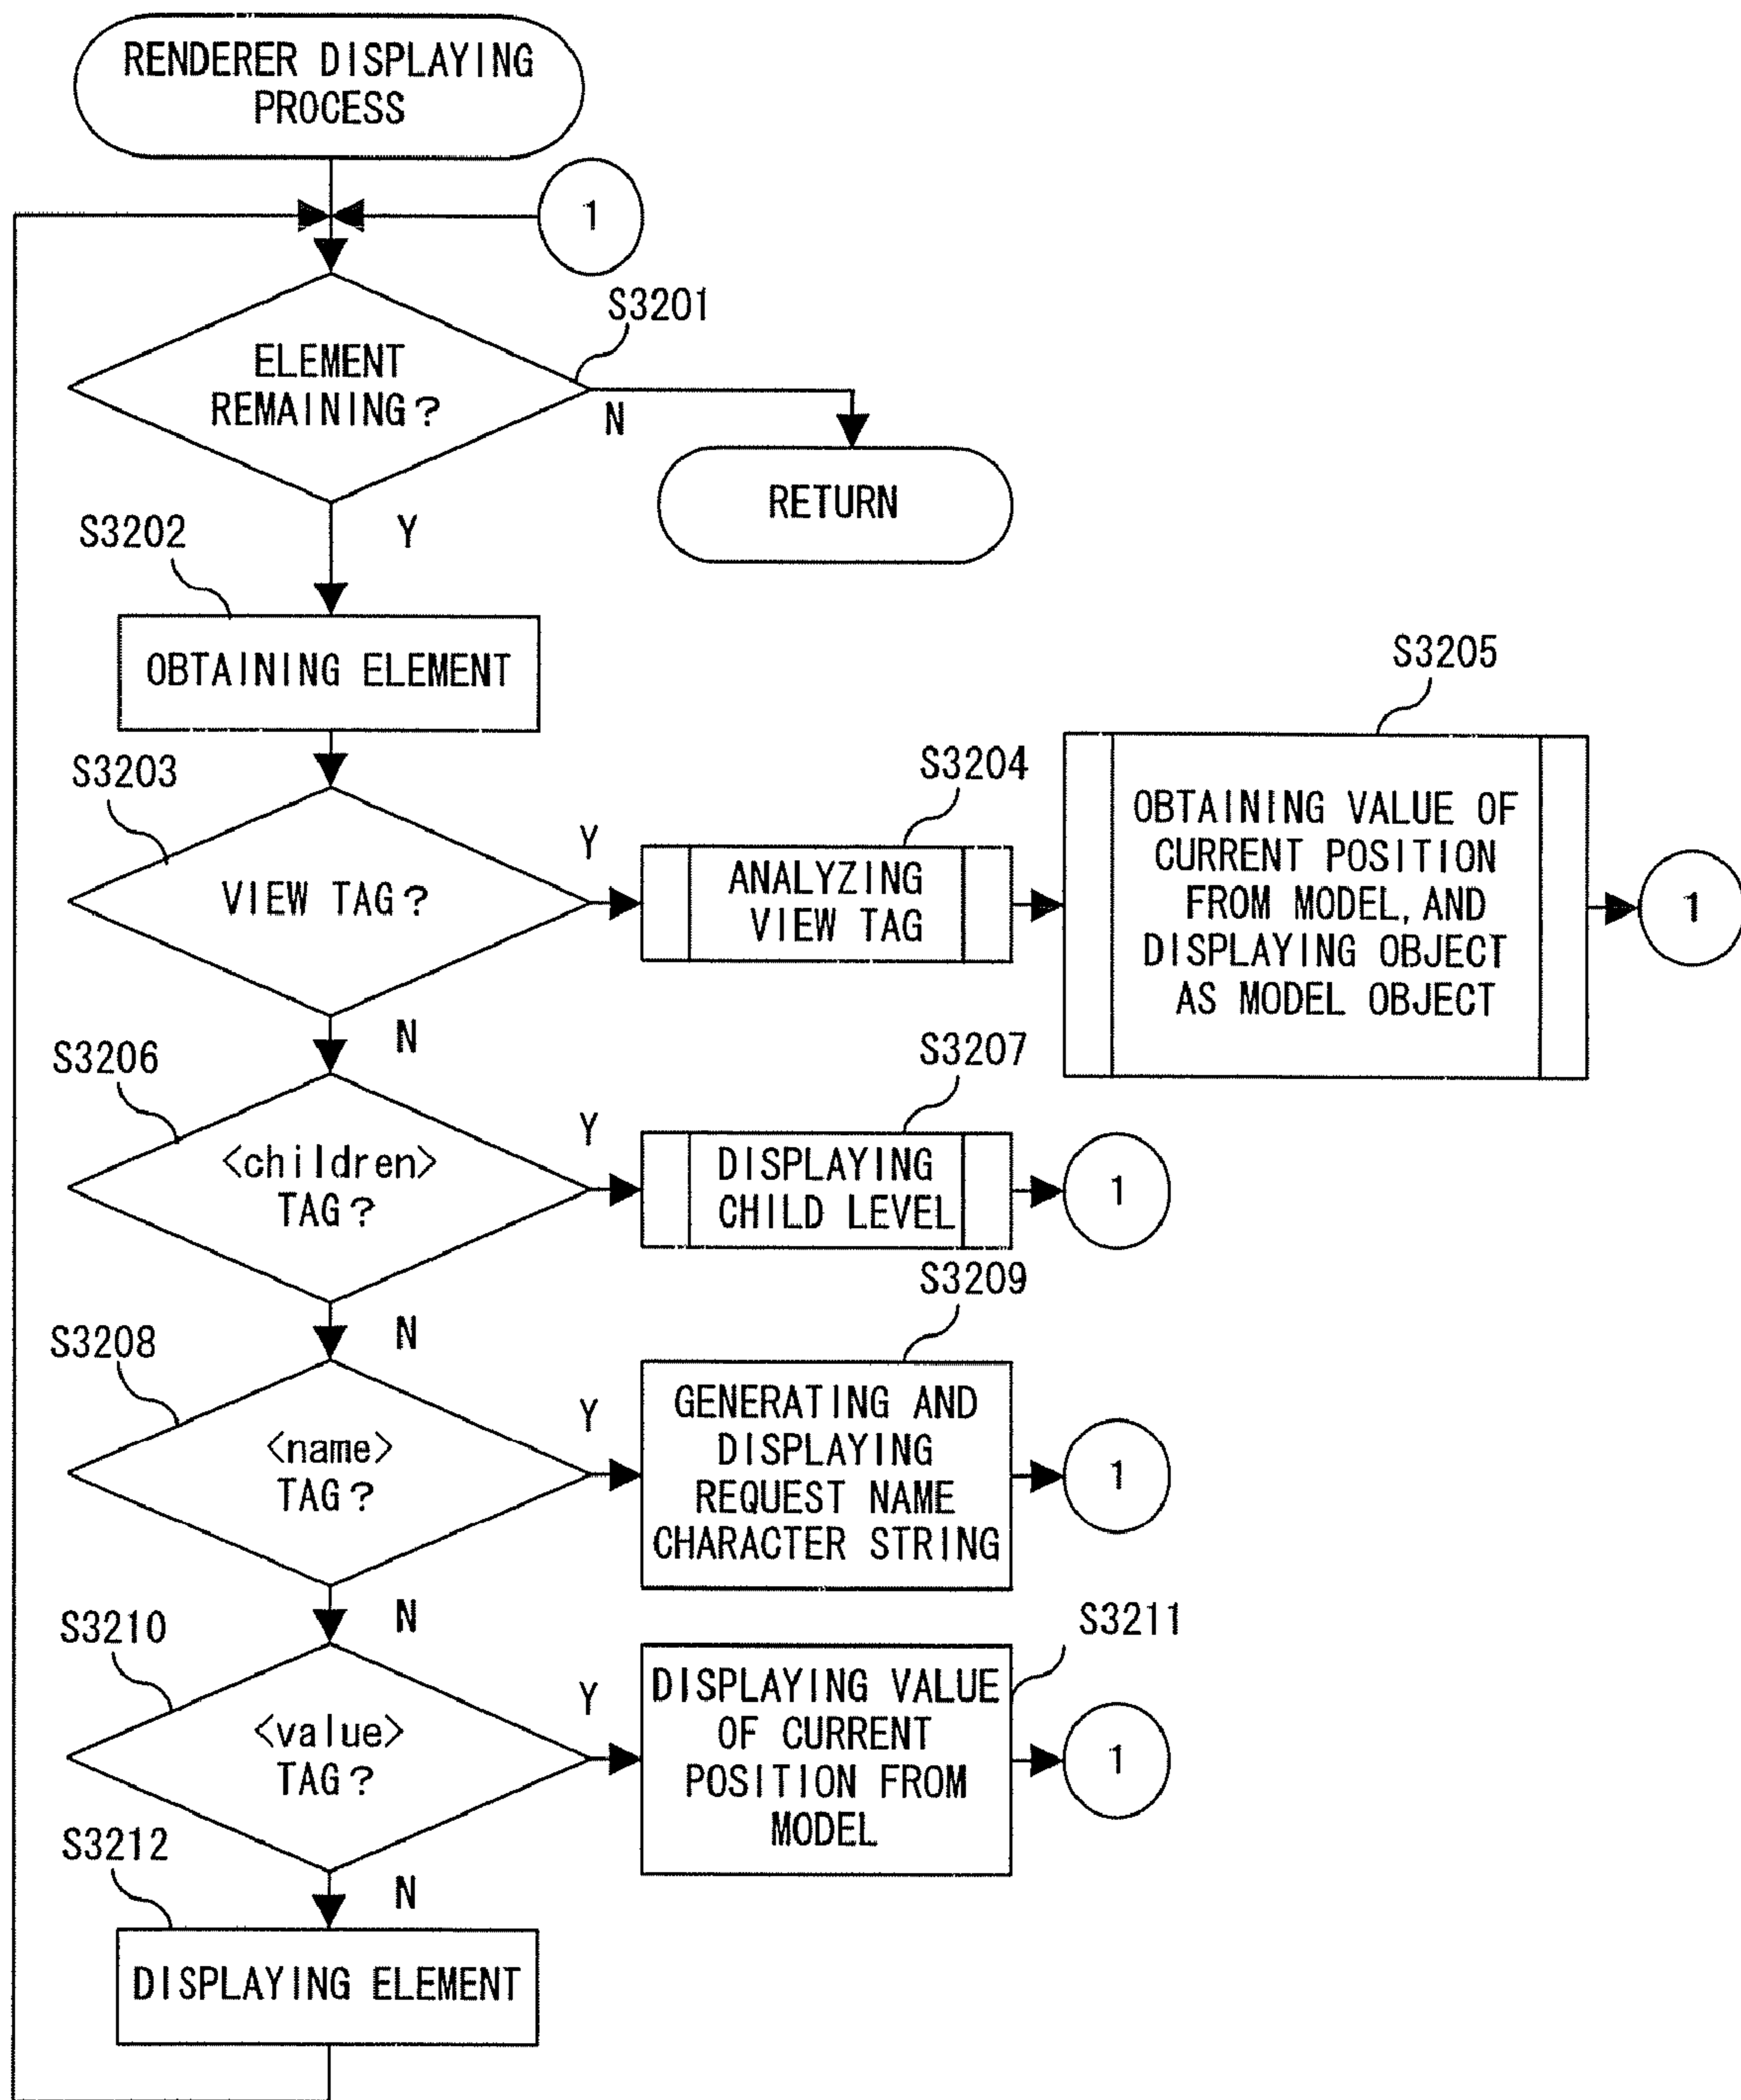 RENDERER DISPLAYING
PROCESS
1
S3201
ELEMENT
REMAINING?
N
RETURN
Y
S3202
OBTAINING ELEMENT
S3203
VIEW TAG?
Y
S3204
ANALYZING
VIEW TAG
S3205
OBTAINING VALUE OF
CURRENT POSITION
FROM MODEL, AND
DISPLAYING OBJECT
AS MODEL OBJECT
1
N
S3206
<children>
TAG?
Y
S3207
DISPLAYING
CHILD LEVEL
1
N
S3208
<name>
TAG?
Y
S3209
GENERATING AND
DISPLAYING
REQUEST NAME
CHARACTER STRING
1
N
S3210
<value>
TAG?
Y
S3211
DISPLAYING VALUE
OF CURRENT
POSITION FROM
MODEL
1
N
S3212
DISPLAYING ELEMENT